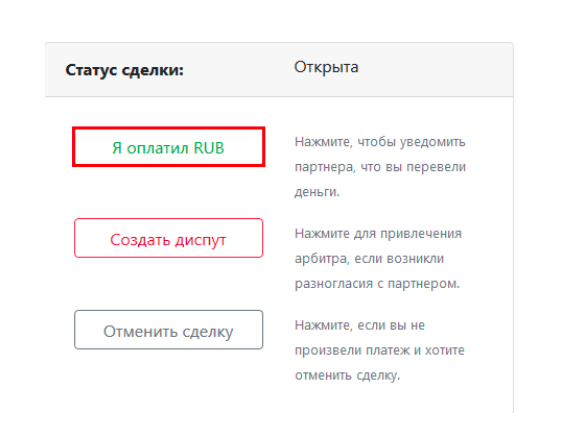 Статус сделки: Открыта
Я оплатил RUB
Нажмите, чтобы уведомить
партнера, что вы перевели
деньги.
Создать диспут
Нажмите для привлечения
арбитра, если возникли
разногласия с партнером.
Отменить сделку
Нажмите, если вы не
произвели платеж и хотите
отменить сделку.